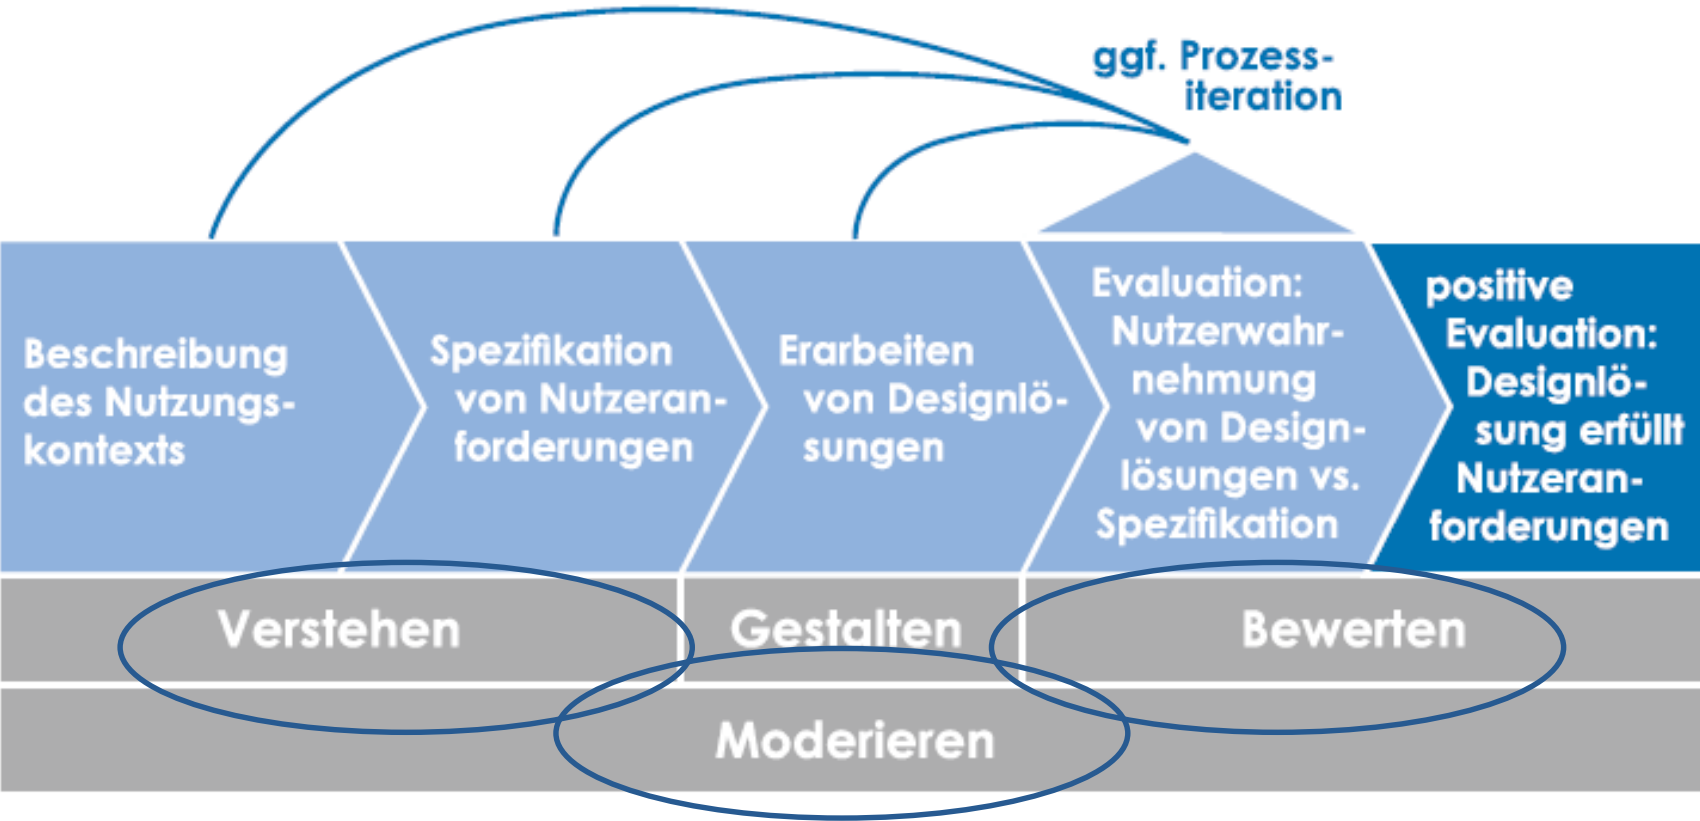 ggf. Prozess-
iteration
Beschreibung
des Nutzungs-
kontexts
Spezifikation
von Nutzeran-
forderungen
Erarbeiten
von Designlö-
sungen
Evaluation:
Nutzerwahr-
nehmung
von Design-
lösungen vs.
Spezifikation
positive
Evaluation:
Designlö-
sung erfüllt
Nutzeran-
forderungen
Verstehen
Gestalten
Bewerten
Moderieren